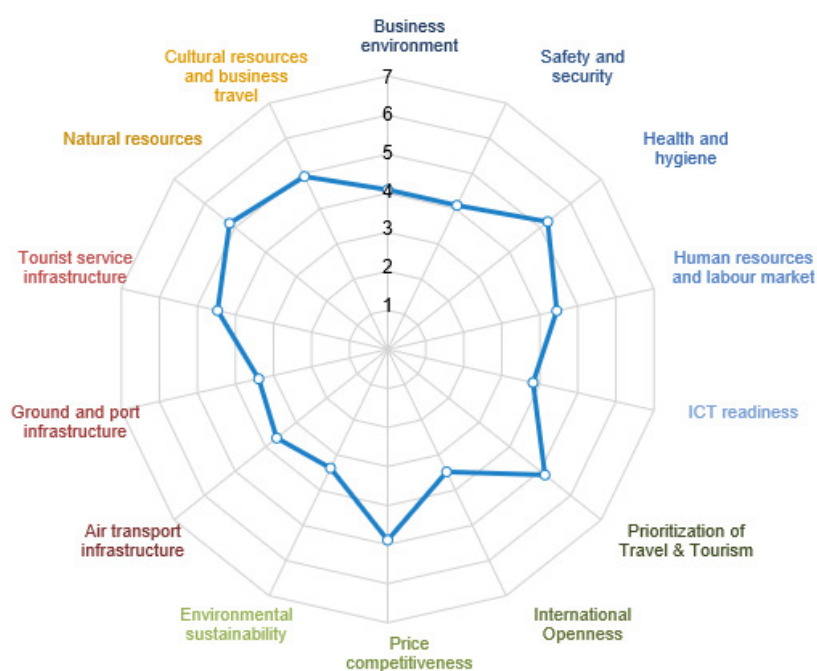 Business
environment
Cultural resources
and business
travel
Safety and
security
Natural resources
Health and
hygiene
7
6
5
4
3
2
1
Tourist service
infrastructure
Human resources
and labour market
Ground and port
infrastructure
ICT readiness
Air transport
infrastructure
Prioritization of
Travel & Tourism
Environmental
sustainability
International
Openness
Price
competitiveness